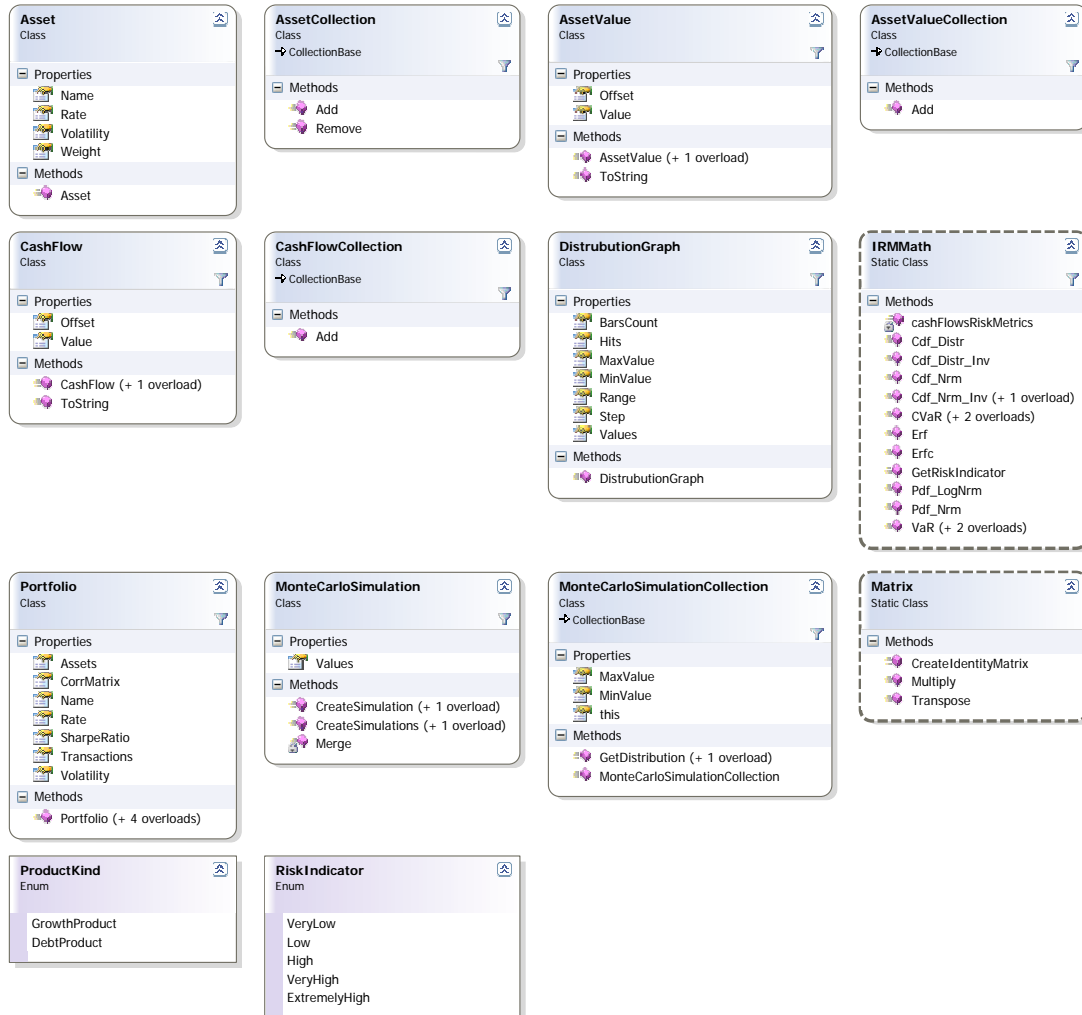 Asset
Class
Properties
Name
Rate
Volatility
Weight
Methods
Asset
AssetCollection
Class
CollectionBase
Methods
Add
Remove
AssetValue
Class
Properties
Offset
Value
Methods
AssetValue (+ 1 overload)
ToString
AssetValueCollection
Class
CollectionBase
Methods
Add
CashFlow
Class
Properties
Offset
Value
Methods
CashFlow (+ 1 overload)
ToString
CashFlowCollection
Class
CollectionBase
Methods
Add
DistrubutionGraph
Class
Properties
BarsCount
Hits
MaxValue
MinValue
Range
Step
Values
Methods
DistrubutionGraph
IRMMath
Static Class
Methods
cashFlowsRiskMetrics
Cdf_Distr
Cdf_Distr_Inv
Cdf_Nrm
Cdf_Nrm_Inv (+ 1 overload)
CVaR (+ 2 overloads)
Erf
Erfc
GetRiskIndicator
Pdf_LogNrm
Pdf_Nrm
VaR (+ 2 overloads)
Portfolio
Class
Properties
Assets
CorrMatrix
Name
Rate
SharpeRatio
Transactions
Volatility
Methods
Portfolio (+ 4 overloads)
MonteCarloSimulation
Class
Properties
Values
Methods
CreateSimulation (+ 1 overload)
CreateSimulations (+ 1 overload)
Merge
MonteCarloSimulationCollection
Class
CollectionBase
Properties
MaxValue
MinValue
this
Methods
GetDistribution (+ 1 overload)
MonteCarloSimulationCollection
Matrix
Static Class
Methods
CreateIdentityMatrix
Multiply
Transpose
ProductKind
Enum
GrowthProduct
DebtProduct
RiskIndicator
Enum
VeryLow
Low
High
VeryHigh
ExtremelyHigh